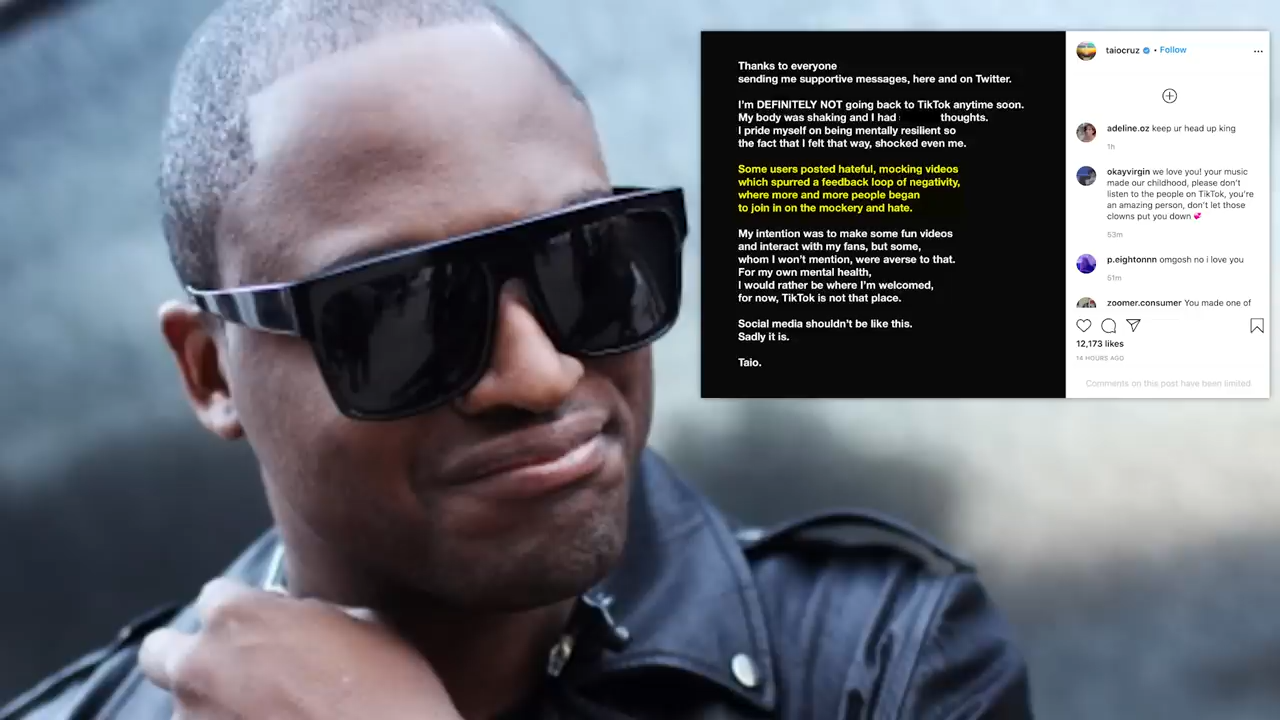 Thanks to everyone
sending me supportive messages, here and on Twitter.
I'm DEFINITELY NOT going back to TikTok anytime soon.
My body was shaking and I had thoughts.
I pride myself on being mentally resilient so
the fact that I felt that way, shocked even me.
Some users posted hateful, mocking videos
which spurred a feedback loop of negativity,
where more and more people began
to join in on the mockery and hate.
My intention was to make some fun videos
and interact with my fans, but some,
whom I won't mention, were averse to that.
For my own mental health,
I would rather be where I'm welcomed,
for now, TikTok is not that place.
Social media shouldn't be like this.
Sadly it is.
Taio.
taiocruz • Follow
adeline.oz keep ur head up king
1h
okayvirgin we love you! your music
made our childhood, please don't
listen to the people on TikTok, you're
an amazing person, don't let those
clowns put you down 💞
53m
p.eightonnn omgosh no i love you
51m
zoomer.consumer You made one of
12,173 likes
14 HOURS AGO
Comments on this post have been limited